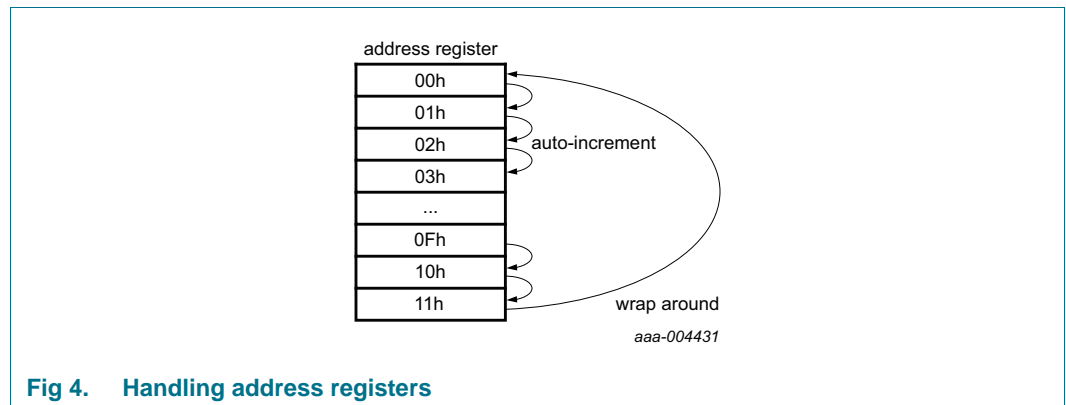 address register
00h
01h
02h
auto-increment
03h
...
0Fh
10h
11h
wrap around
aaa-004431
Fig 4. Handling address registers